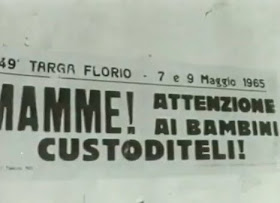 49ª TARGA FLORIO - 7 e 9 Maggio 1965
MAMME! ATTENZIONE
AI BAMBINI
CUSTODITELI!